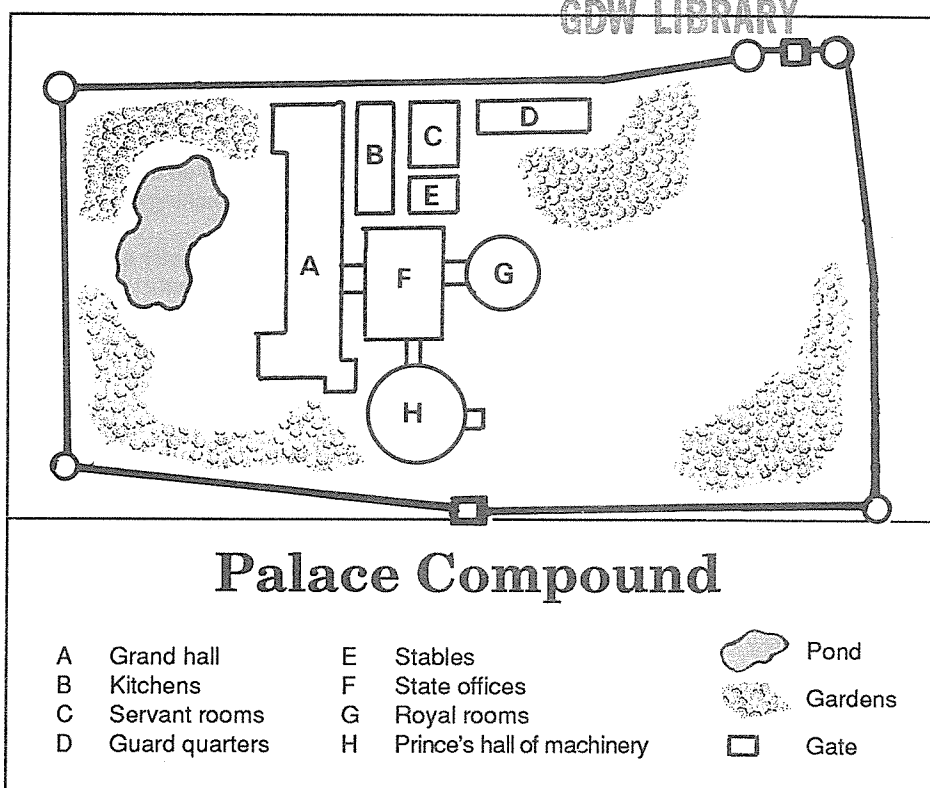 GDW LIBRARY
A
B
C
D
E
F
G
H
Palace Compound
A Grand hall
B Kitchens
C Servant rooms
D Guard quarters
E Stables
F State offices
G Royal rooms
H Prince's hall of machinery
Pond
Gardens
Gate